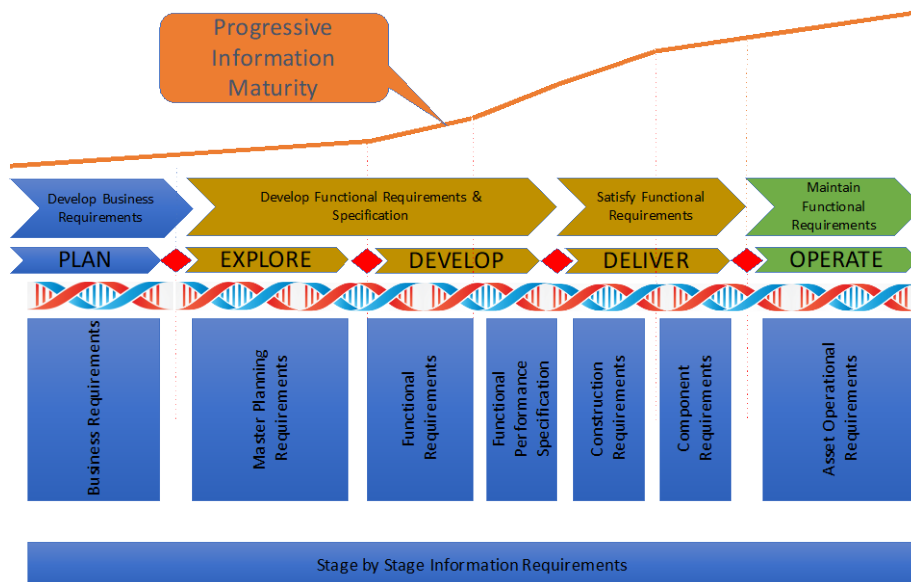 Progressive
Information
Maturity
Develop Business
Requirements
Develop Functional Requirements &
Specification
Satisfy Functional
Requirements
Maintain
Functional
Requirements
PLAN
EXPLORE
DEVELOP
DELIVER
OPERATE
Business Requirements
Master Planning
Requirements
Functional
Requirements
Functional
Performance
Specification
Construction
Requirements
Component
Requirements
Asset Operational
Requirements
Stage by Stage Information Requirements